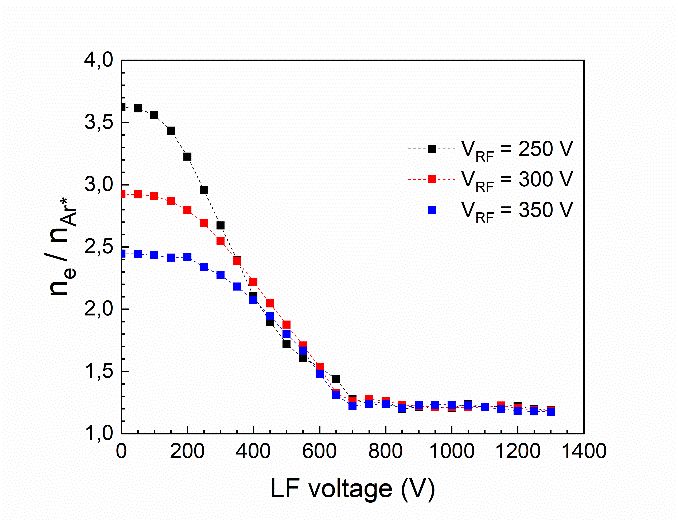 4,0
3,5
3,0
2,5
2,0
1,5
1,0
n_e / n_Ar*
V_RF = 250 V
V_RF = 300 V
V_RF = 350 V
0 200 400 600 800 1000 1200 1400
LF voltage (V)